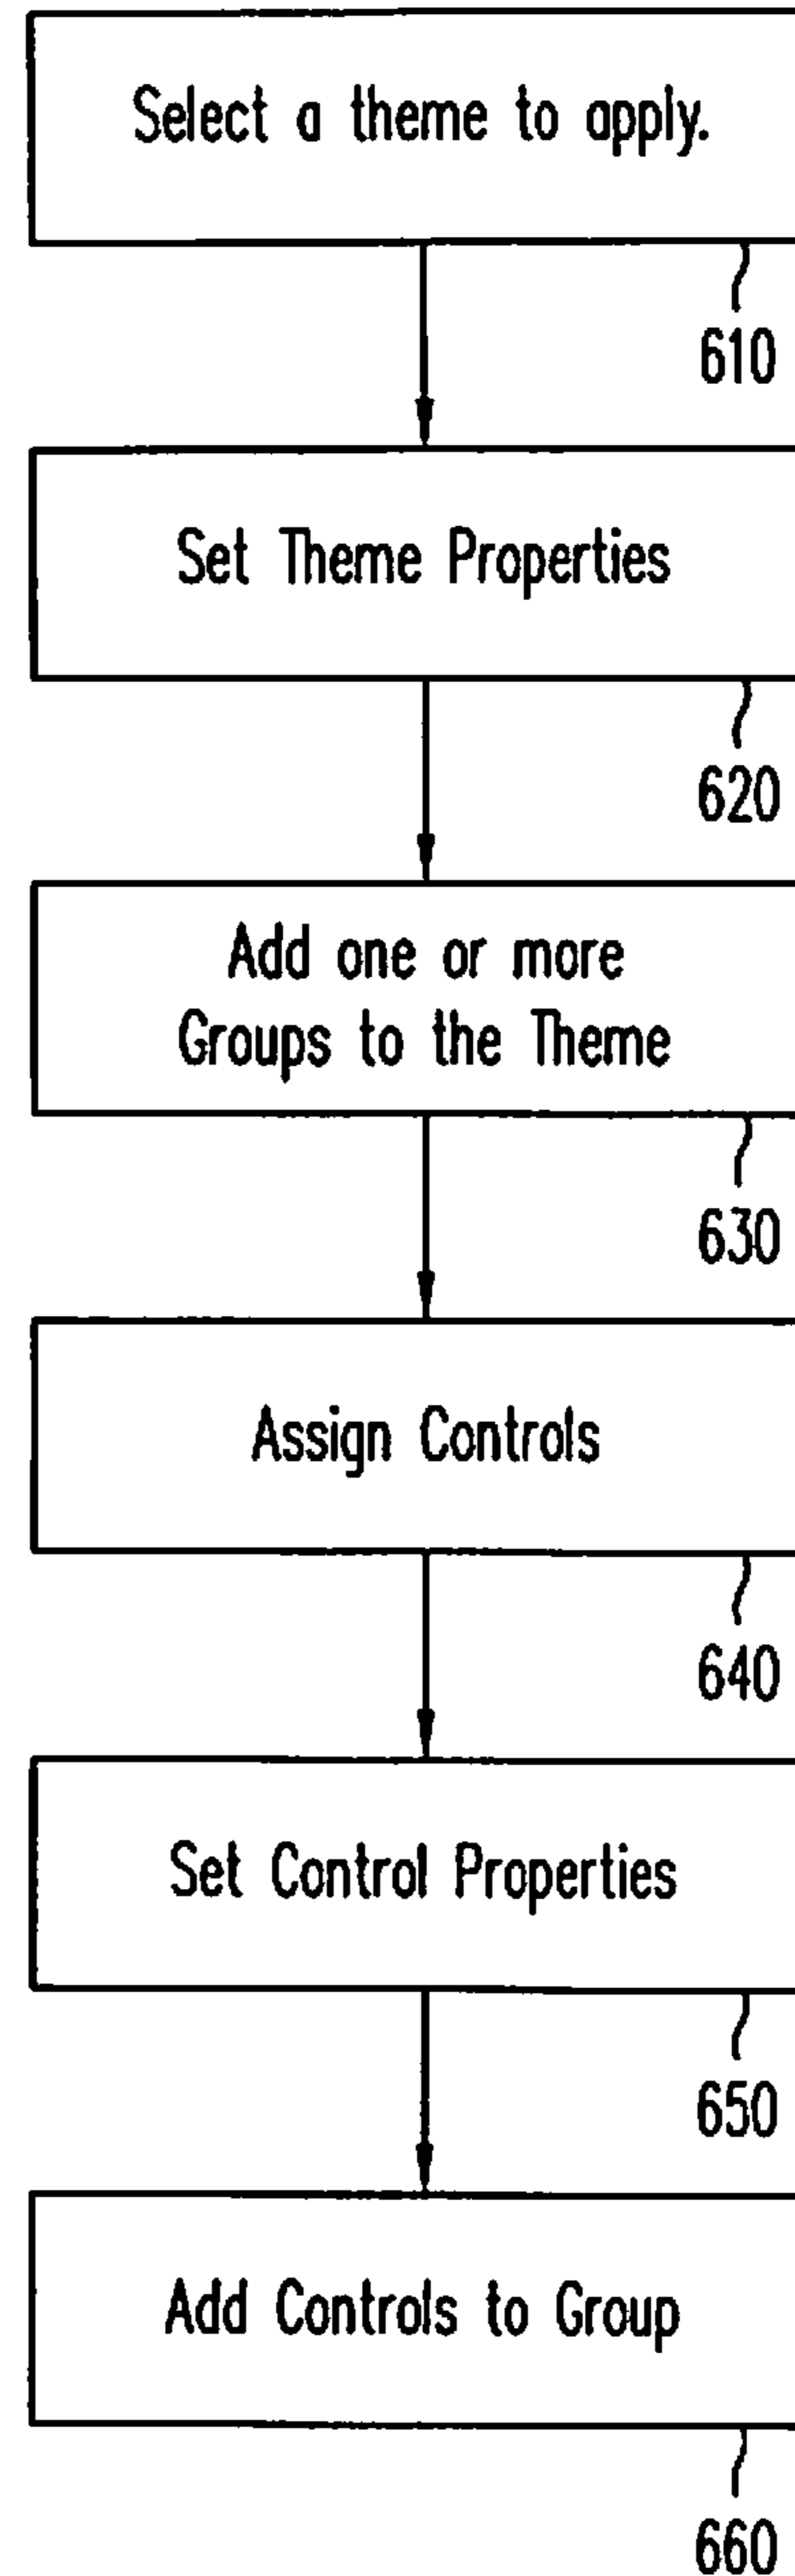 Select a theme to apply.
610
Set Theme Properties
620
Add one or more
Groups to the Theme
630
Assign Controls
640
Set Control Properties
650
Add Controls to Group
660